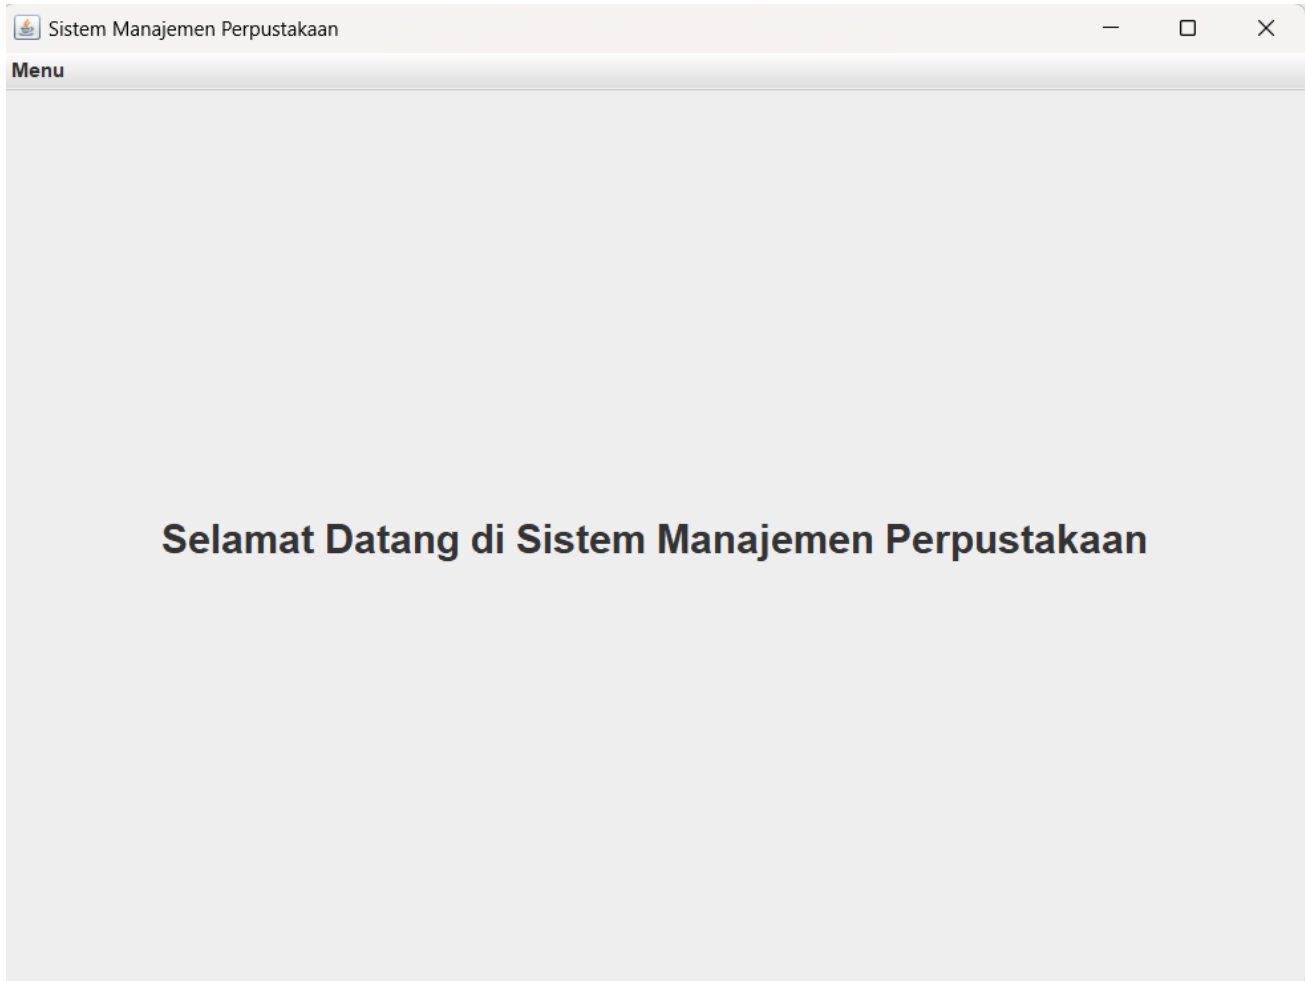 Sistem Manajemen Perpustakaan
Menu
Selamat Datang di Sistem Manajemen Perpustakaan